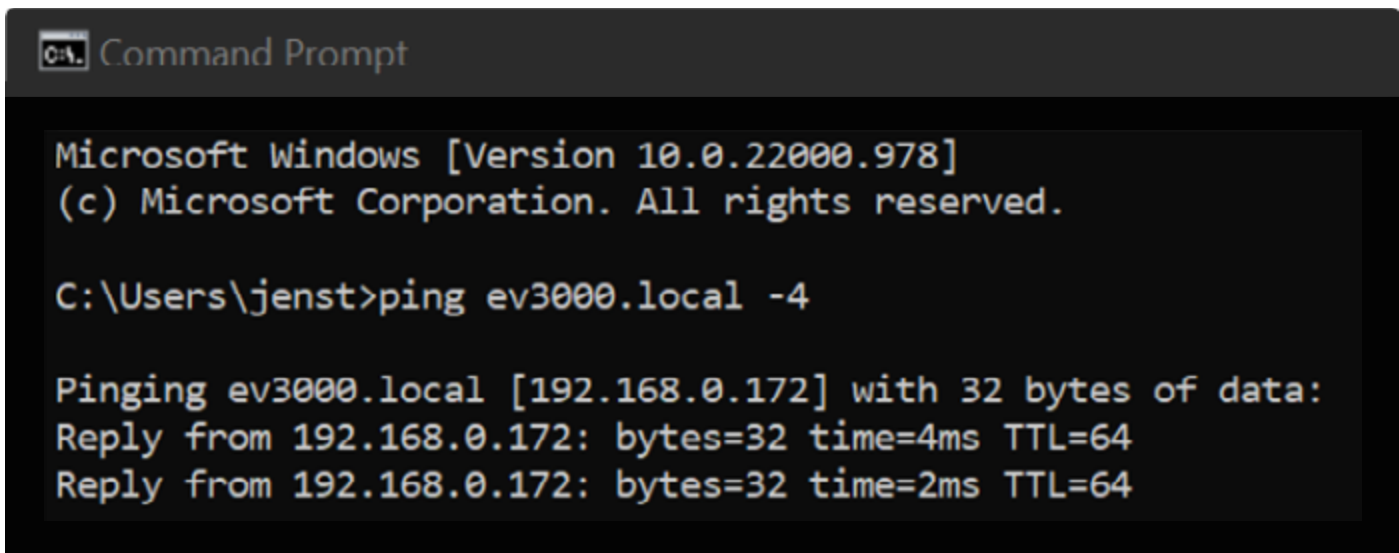 C:\. Command Prompt
Microsoft Windows [Version 10.0.22000.978]
(c) Microsoft Corporation. All rights reserved.
C:\Users\jenst>ping ev3000.local -4
Pinging ev3000.local [192.168.0.172] with 32 bytes of data:
Reply from 192.168.0.172: bytes=32 time=4ms TTL=64
Reply from 192.168.0.172: bytes=32 time=2ms TTL=64